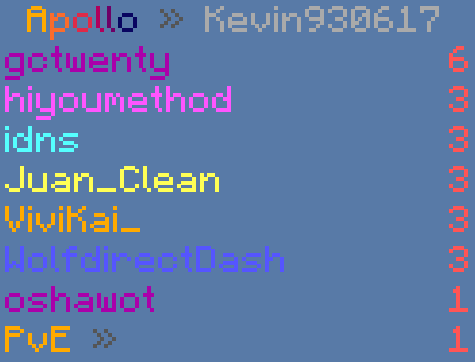 Apollo » Kevin930617
gctwenty 6
hiyoumethod 3
idns 3
Juan_Clean 3
ViviKai_ 3
WolfdirectDash 3
oshawot 1
PvE » 1